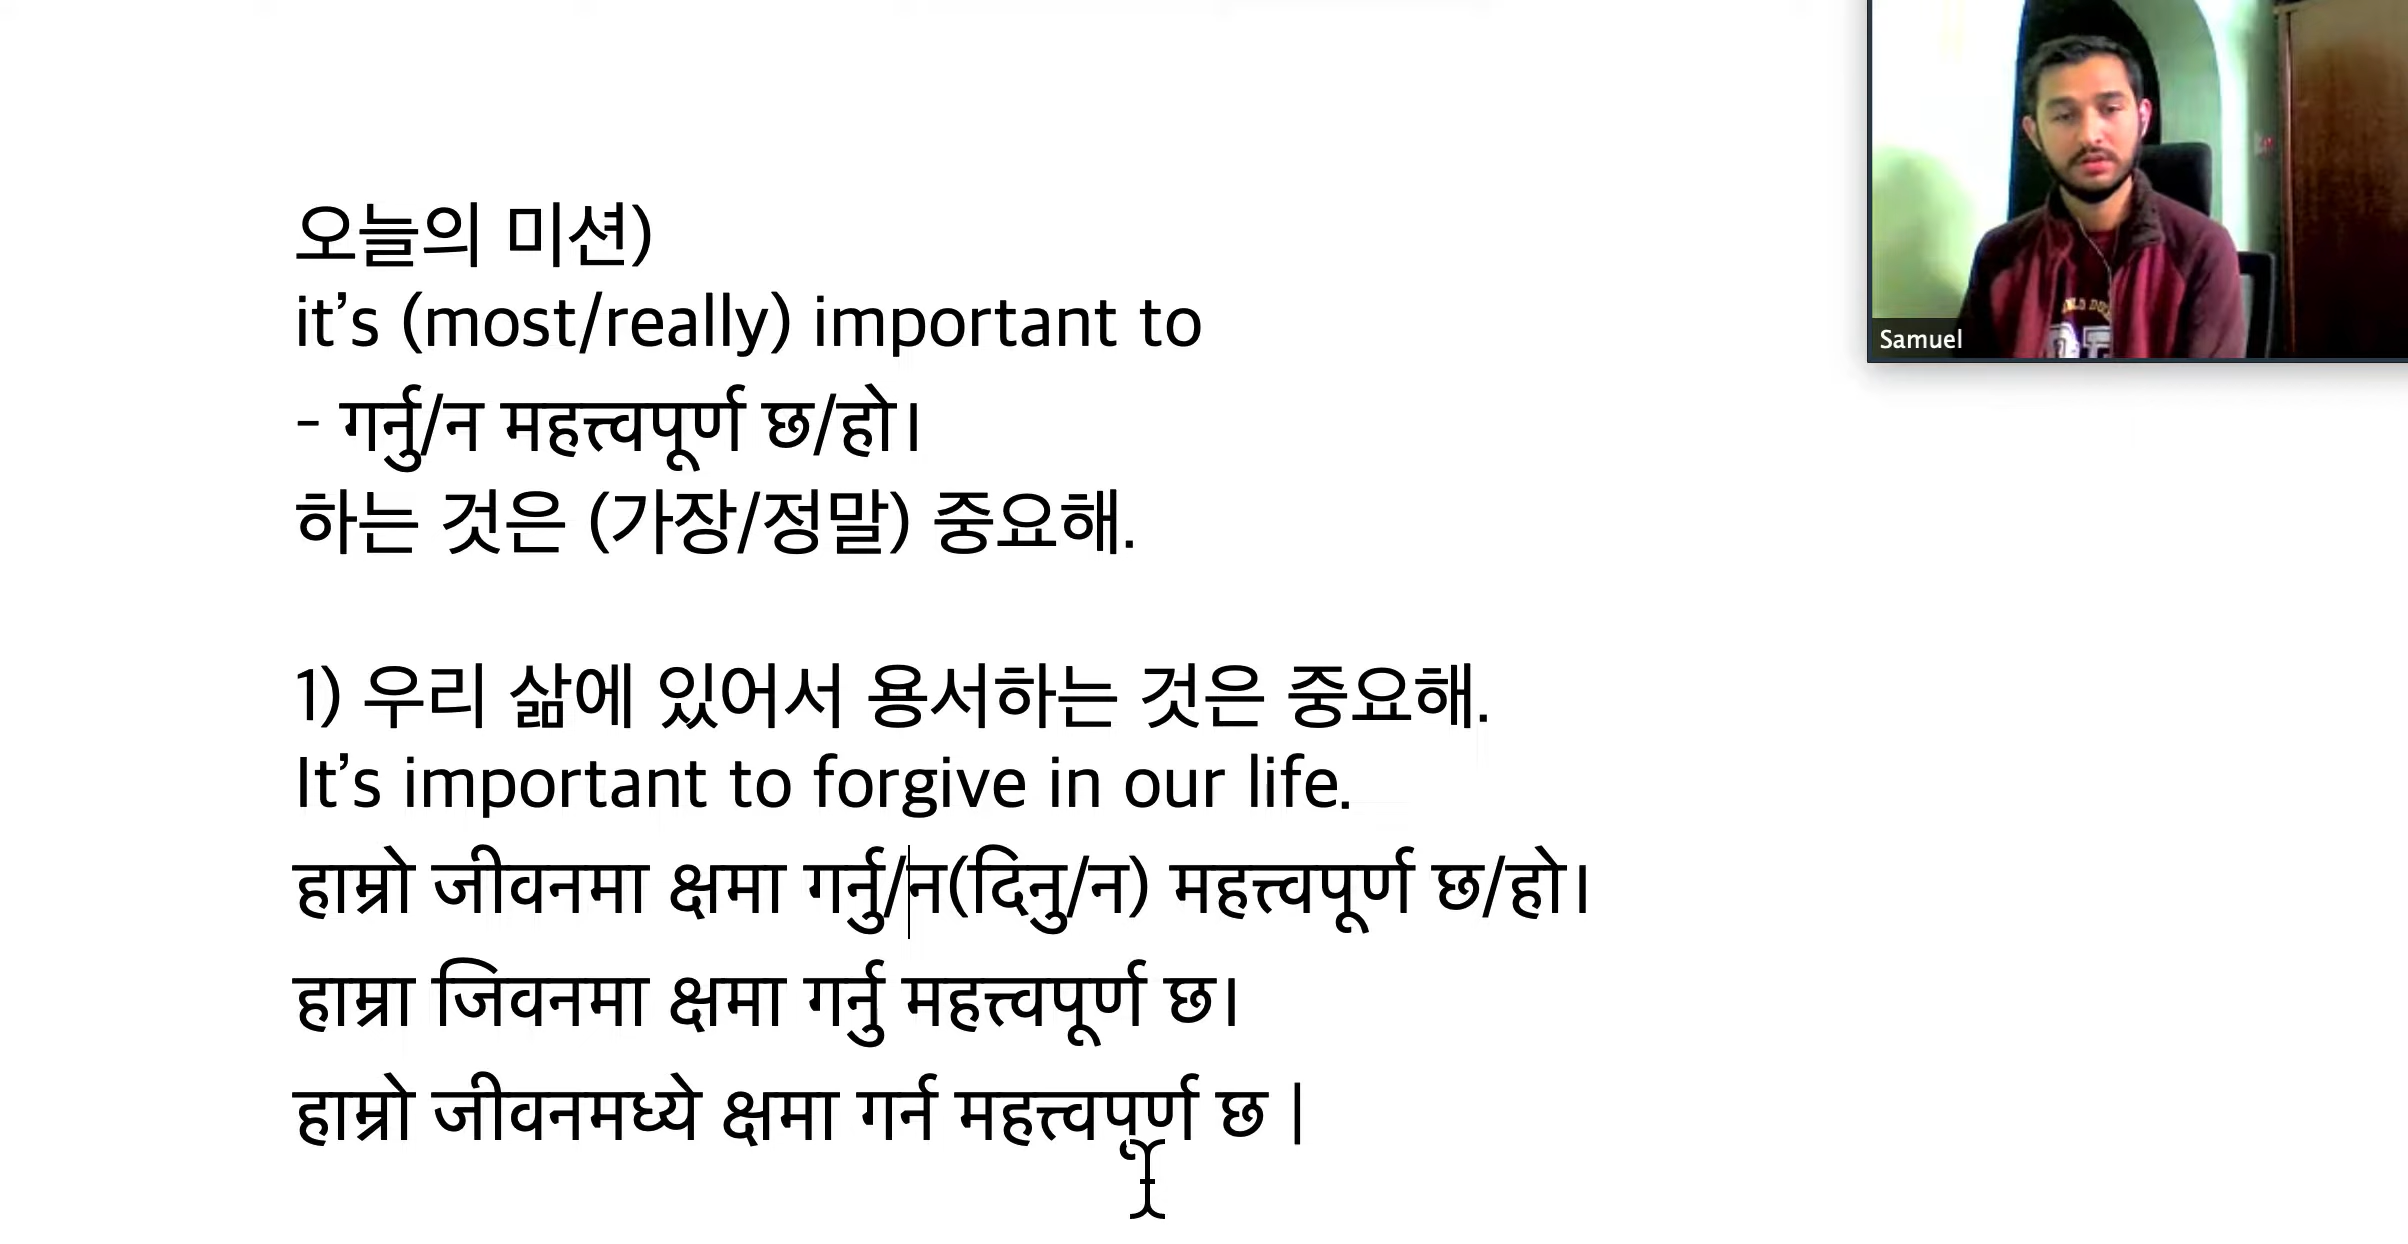 오늘의 미션)
it's (most/really) important to
- गर्नु/न महत्त्वपूर्ण छ/हो।
하는 것은 (가장/정말) 중요해.
1) 우리 삶에 있어서 용서하는 것은 중요해.
It's important to forgive in our life.
हाम्रो जीवनमा क्षमा गर्नु/न(दिनु/न) महत्त्वपूर्ण छ/हो।
हाम्रा जिवनमा क्षमा गर्नु महत्त्वपूर्ण छ।
हाम्रो जीवनमध्ये क्षमा गर्न महत्त्वपूर्ण छ |
Samuel